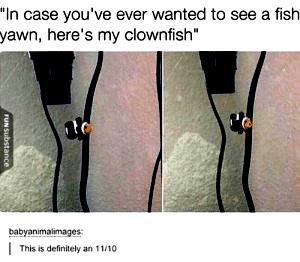 "In case you've ever wanted to see a fish
yawn, here's my clownfish"
FUNsubstance
babyanimalimages:
This is definitely an 11/10